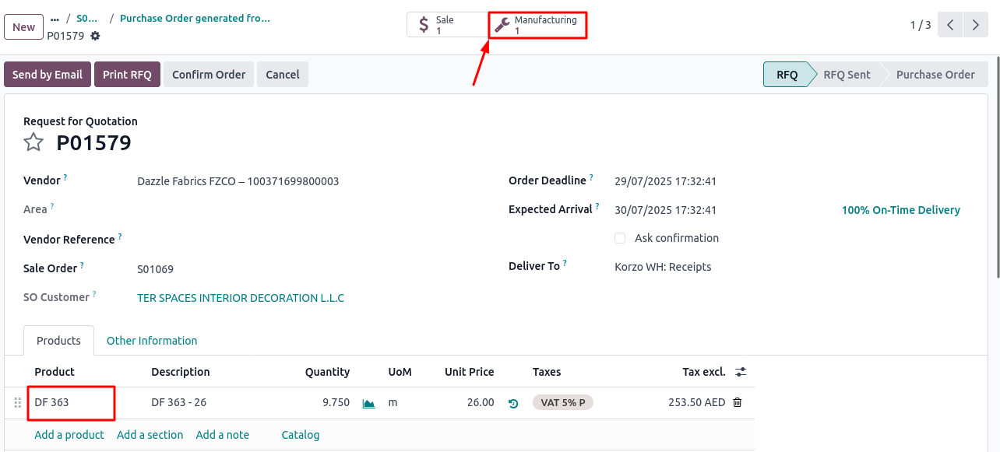 New
... / S0... / Purchase Order generated fro...
P01579
Sale
1
Manufacturing
1
1 / 3
Send by Email
Print RFQ
Confirm Order
Cancel
RFQ
RFQ Sent
Purchase Order
Request for Quotation
P01579
Vendor ? Dazzle Fabrics FZCO – 100371699800003
Area ?
Vendor Reference ?
Sale Order ? S01069
SO Customer ? TER SPACES INTERIOR DECORATION L.L.C
Order Deadline ? 29/07/2025 17:32:41
Expected Arrival ? 30/07/2025 17:32:41 100% On-Time Delivery
Ask confirmation
Deliver To ? Korzo WH: Receipts
Products Other Information
Product Description Quantity UoM Unit Price Taxes Tax excl.
DF 363 DF 363 - 26 9.750 m 26.00 VAT 5% P 253.50 AED
Add a product Add a section Add a note Catalog